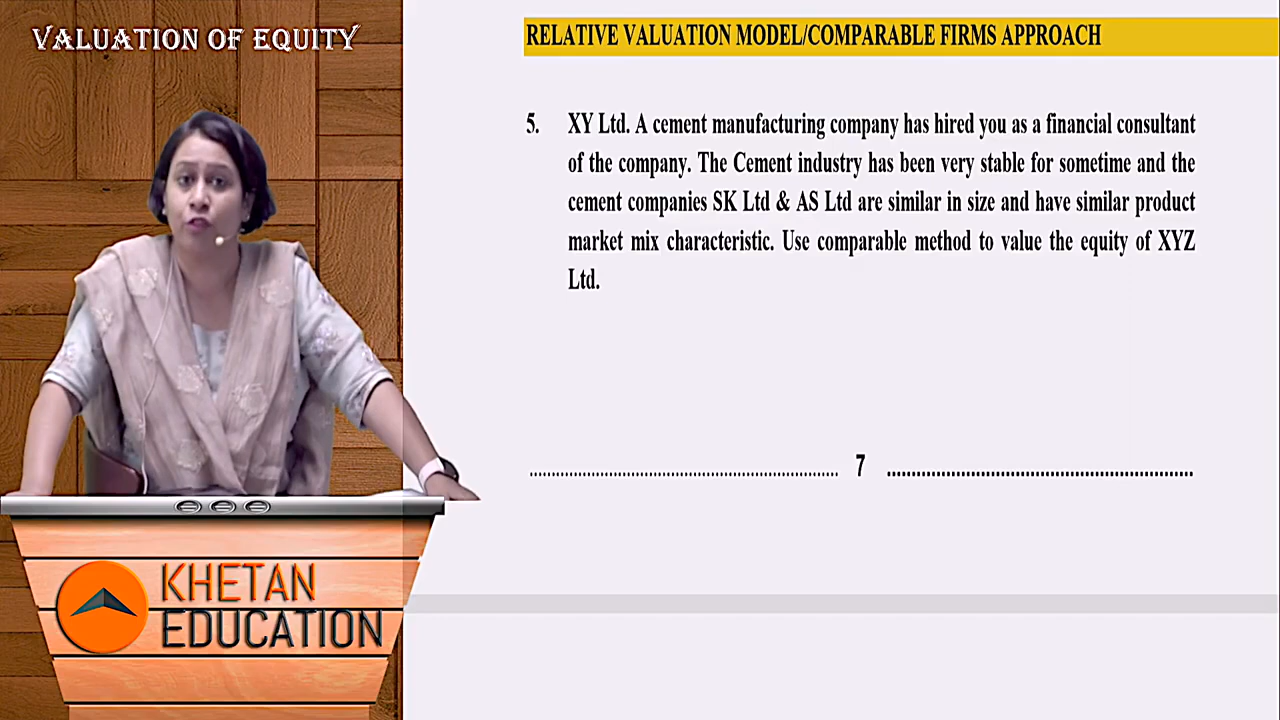 VALUATION OF EQUITY
RELATIVE VALUATION MODEL/COMPARABLE FIRMS APPROACH
5. XY Ltd. A cement manufacturing company has hired you as a financial consultant
of the company. The Cement industry has been very stable for sometime and the
cement companies SK Ltd & AS Ltd are similar in size and have similar product
market mix characteristic. Use comparable method to value the equity of XYZ
Ltd.
7
KHETAN
EDUCATION